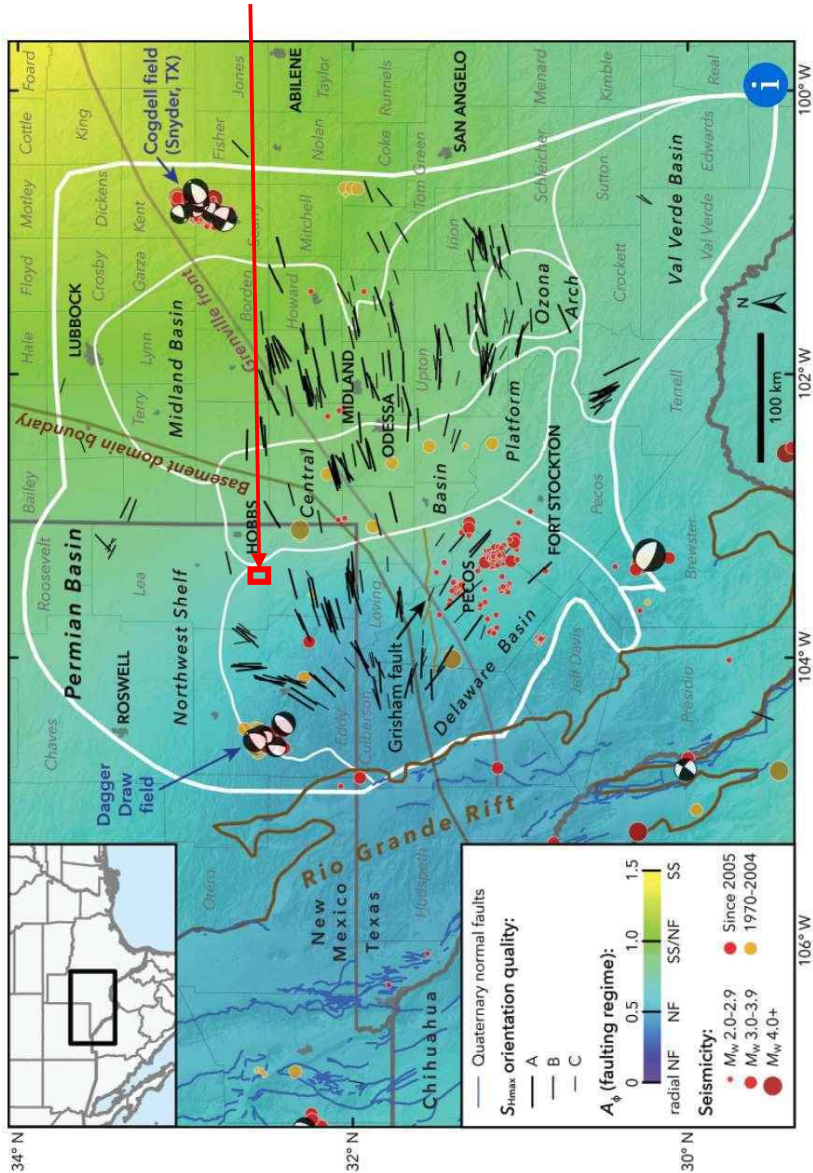 34° N
32° N
30° N
106° W
104° W
102° W
100° W
Foard
Cottle
King
Motley
Dickens
Kent
Floyd
Crosby
Garza
Hale
LUBBOCK
Lynn
Terry
Bailey
Roosevelt
Lea
Chaves
ROSWELL
Permian Basin
Northwest Shelf
Midland Basin
Basement domain boundary
Grenville front
Cogdell field
(Snyder, TX)
Fisher
Jones
ABILENE
Taylor
Nolan
Mitchell
Borden
Howard
Coke
Runnels
Tom Green
SAN ANGELO
Menard
Schleicher
Kimble
Sutton
Real
Edwards
Val Verde
Val Verde Basin
Crockett
Irion
Ozona
Arch
Upton
MIDLAND
ODESSA
HOBBS
Central
Basin
Platform
Dagger
Draw
field
Eddy
Culberson
Loving
Grisham fault
PECOS
Delaware Basin
FORT STOCKTON
Pecos
Terrell
Brewster
Jeff Davis
Presidio
Rio Grande Rift
Otero
New
Mexico
Texas
Hudspeth
Chihuahua
N
100 km
i
Quaternary normal faults
SHmax orientation quality:
A
B
C
Aϕ (faulting regime):
0 0.5 1.0 1.5
radial NF NF SS/NF SS
Seismicity:
Mw 2.0-2.9
Mw 3.0-3.9
Mw 4.0+
Since 2005
1970-2004